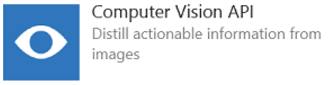 Computer Vision API
Distill actionable information from
images